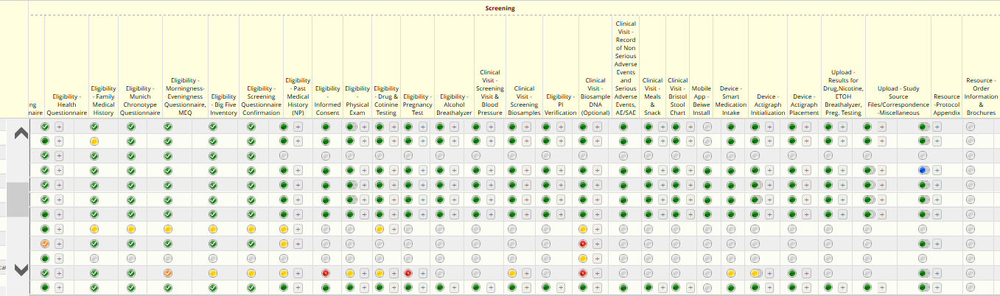 Screening
ng
naire
Eligibility -
Health
Questionnaire
Eligibility
- Family
Medical
History
Eligibility -
Munich
Chronotype
Questionnaire
Eligibility -
Morningness-
Eveningness
Questionnaire,
MEQ
Eligibility
- Big Five
Inventory
Eligibility -
Screening
Questionnaire
Confirmation
Eligibility
- Past
Medical
History
(NP)
Eligibility
-
Informed
Consent
Eligibility
-
Physical
Exam
Eligibility
- Drug &
Cotinine
Testing
Eligibility -
Pregnancy
Test
Eligibility -
Alcohol
Breathalyzer
Clinical
Visit -
Screening
Visit &
Blood
Pressure
Clinical
Visit -
Screening
Biosamples
Eligibility -
PI
Verification
Clinical
Visit -
Biosample
DNA
(Optional)
Clinical
Visit -
Record
of Non
Serious
Adverse
Events
and
Serious
Adverse
Events,
AE/SAE
Clinical
Visit -
Meals
&
Snack
Clinical
Visit -
Bristol
Stool
Chart
Mobile
App -
Beiwe
Install
Device -
Smart
Medication
Intake
Device -
Actigraph
Initialization
Device -
Actigraph
Placement
Upload -
Results for
Drug,Nicotine,
ETOH
Breathalyzer,
Preg. Testing
Upload - Study
Source
Files/Correspondence
-Miscellaneous
Resource
-Protocol
Appendix
Resource -
Order
Information
&
Brochures